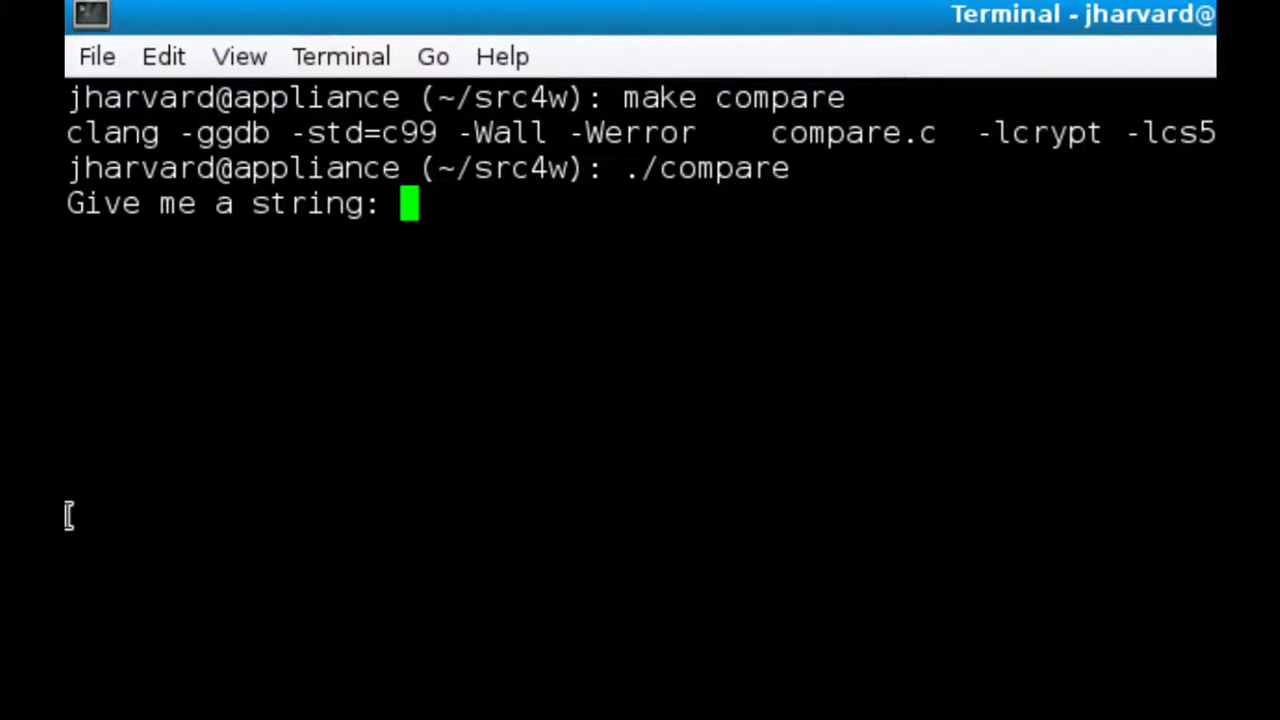 Terminal - jharvard@
File Edit View Terminal Go Help
jharvard@appliance (~/src4w): make compare
clang -ggdb -std=c99 -Wall -Werror    compare.c  -lcrypt -lcs5
jharvard@appliance (~/src4w): ./compare
Give me a string: